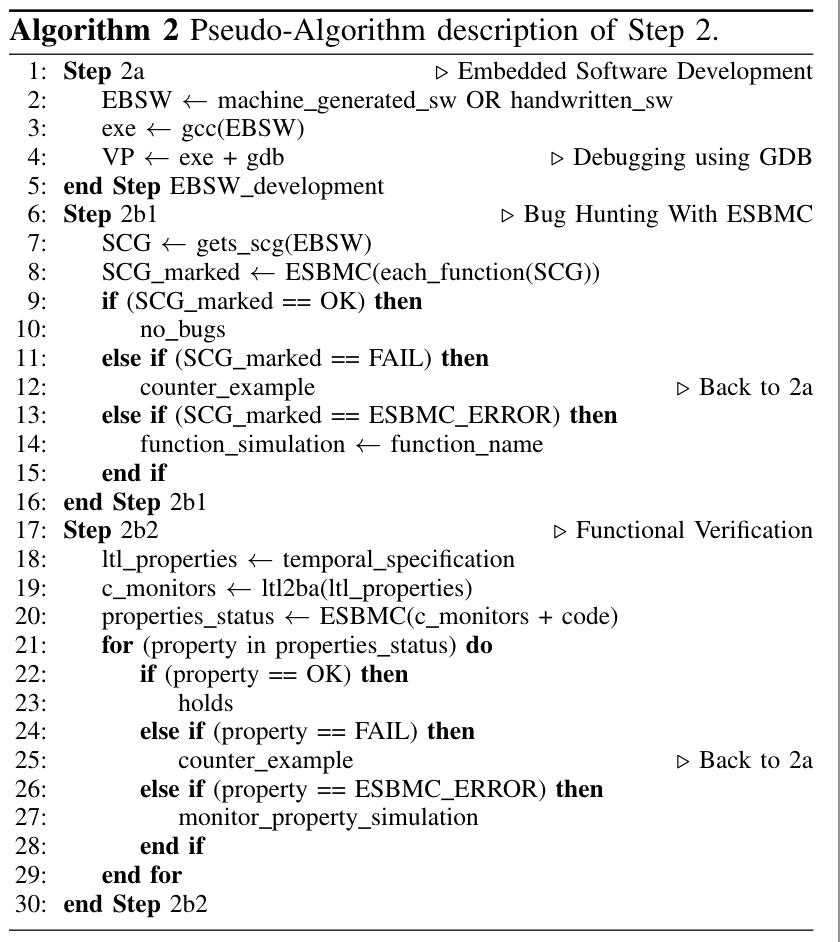 Algorithm 2 Pseudo-Algorithm description of Step 2.
1: Step 2a ▷ Embedded Software Development
2: EBSW ← machine_generated_sw OR handwritten_sw
3: exe ← gcc(EBSW)
4: VP ← exe + gdb ▷ Debugging using GDB
5: end Step EBSW_development
6: Step 2b1 ▷ Bug Hunting With ESBMC
7: SCG ← gets_scg(EBSW)
8: SCG_marked ← ESBMC(each_function(SCG))
9: if (SCG_marked == OK) then
10: no_bugs
11: else if (SCG_marked == FAIL) then
12: counter_example ▷ Back to 2a
13: else if (SCG_marked == ESBMC_ERROR) then
14: function_simulation ← function_name
15: end if
16: end Step 2b1
17: Step 2b2 ▷ Functional Verification
18: ltl_properties ← temporal_specification
19: c_monitors ← ltl2ba(ltl_properties)
20: properties_status ← ESBMC(c_monitors + code)
21: for (property in properties_status) do
22: if (property == OK) then
23: holds
24: else if (property == FAIL) then
25: counter_example ▷ Back to 2a
26: else if (property == ESBMC_ERROR) then
27: monitor_property_simulation
28: end if
29: end for
30: end Step 2b2